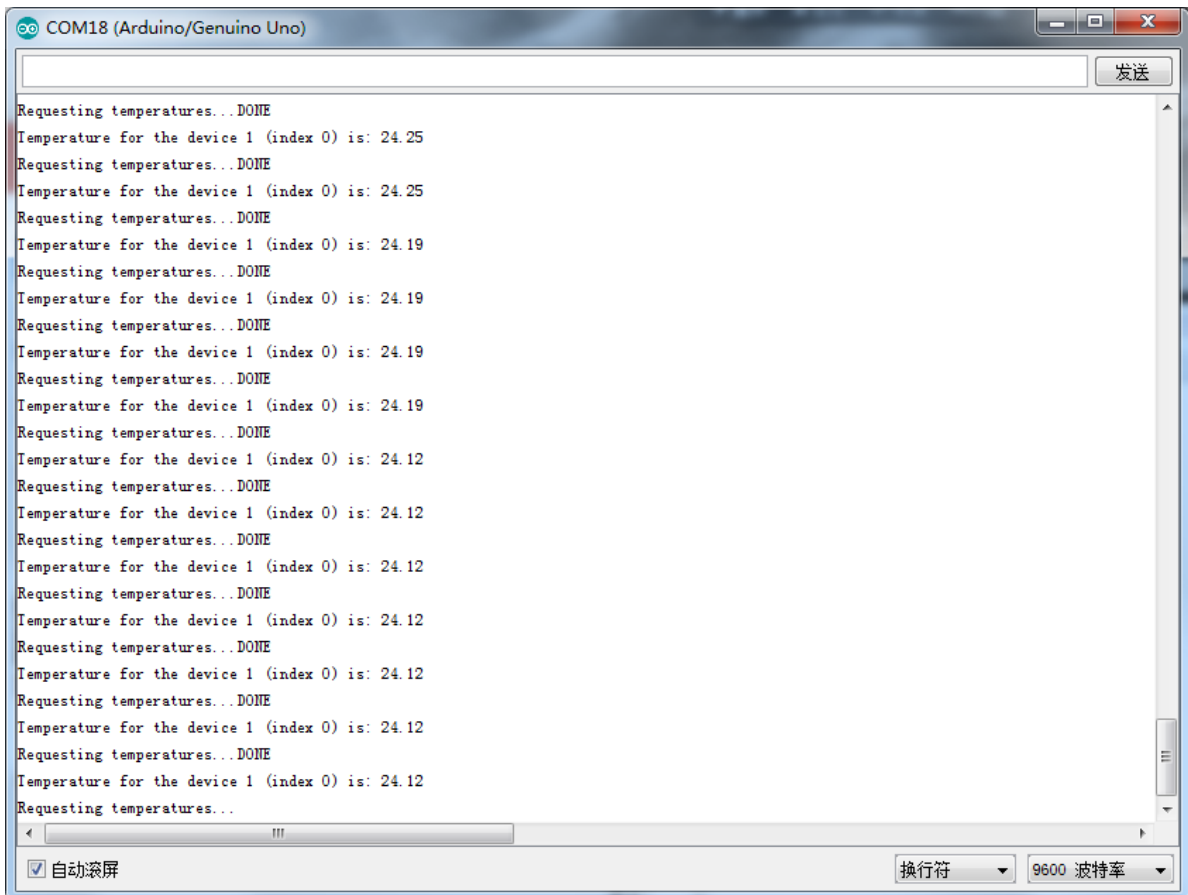 COM18 (Arduino/Genuino Uno)
发送
Requesting temperatures...DONE
Temperature for the device 1 (index 0) is: 24.25
Requesting temperatures...DONE
Temperature for the device 1 (index 0) is: 24.25
Requesting temperatures...DONE
Temperature for the device 1 (index 0) is: 24.19
Requesting temperatures...DONE
Temperature for the device 1 (index 0) is: 24.19
Requesting temperatures...DONE
Temperature for the device 1 (index 0) is: 24.19
Requesting temperatures...DONE
Temperature for the device 1 (index 0) is: 24.19
Requesting temperatures...DONE
Temperature for the device 1 (index 0) is: 24.12
Requesting temperatures...DONE
Temperature for the device 1 (index 0) is: 24.12
Requesting temperatures...DONE
Temperature for the device 1 (index 0) is: 24.12
Requesting temperatures...DONE
Temperature for the device 1 (index 0) is: 24.12
Requesting temperatures...DONE
Temperature for the device 1 (index 0) is: 24.12
Requesting temperatures...DONE
Temperature for the device 1 (index 0) is: 24.12
Requesting temperatures...DONE
Temperature for the device 1 (index 0) is: 24.12
Requesting temperatures...
自动滚屏 换行符 9600 波特率